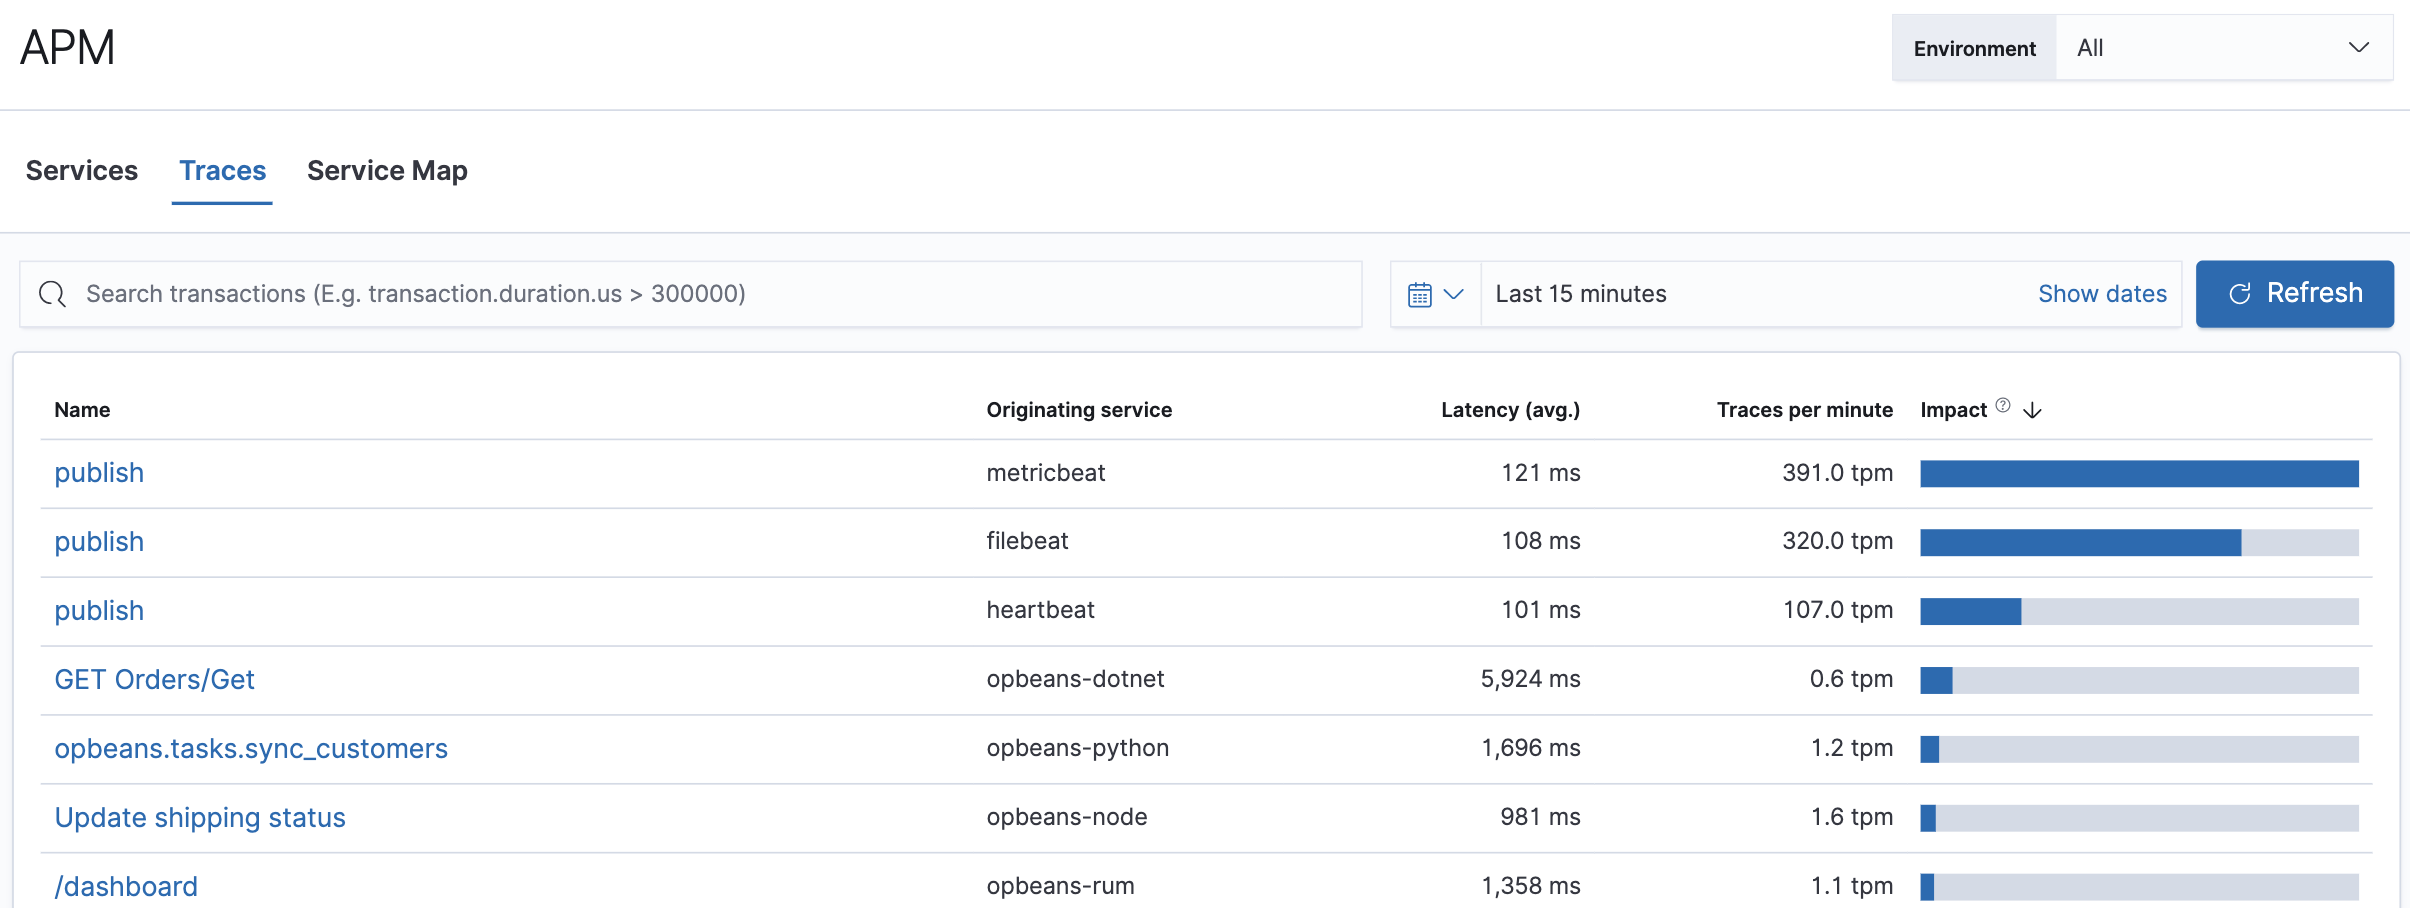 APM
Environment All
Services Traces Service Map
Search transactions (E.g. transaction.duration.us > 300000) Last 15 minutes Show dates Refresh
Name Originating service Latency (avg.) Traces per minute Impact ?
publish metricbeat 121 ms 391.0 tpm
publish filebeat 108 ms 320.0 tpm
publish heartbeat 101 ms 107.0 tpm
GET Orders/Get opbeans-dotnet 5,924 ms 0.6 tpm
opbeans.tasks.sync_customers opbeans-python 1,696 ms 1.2 tpm
Update shipping status opbeans-node 981 ms 1.6 tpm
/dashboard opbeans-rum 1,358 ms 1.1 tpm